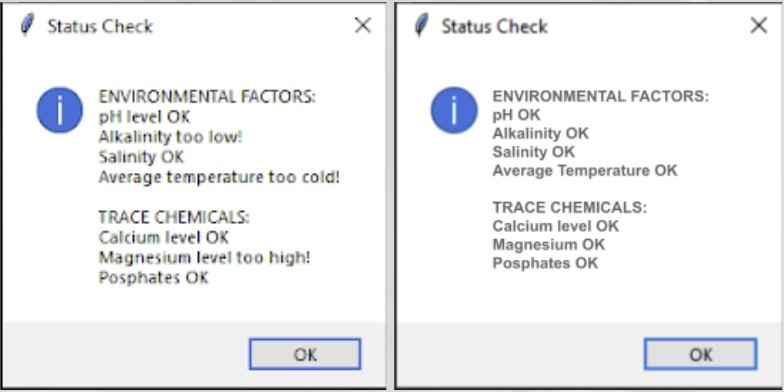 Status Check
ENVIRONMENTAL FACTORS:
pH level OK
Alkalinity too low!
Salinity OK
Average temperature too cold!
TRACE CHEMICALS:
Calcium level OK
Magnesium level too high!
Posphates OK
OK
Status Check
ENVIRONMENTAL FACTORS:
pH OK
Alkalinity OK
Salinity OK
Average Temperature OK
TRACE CHEMICALS:
Calcium level OK
Magnesium OK
Posphates OK
OK